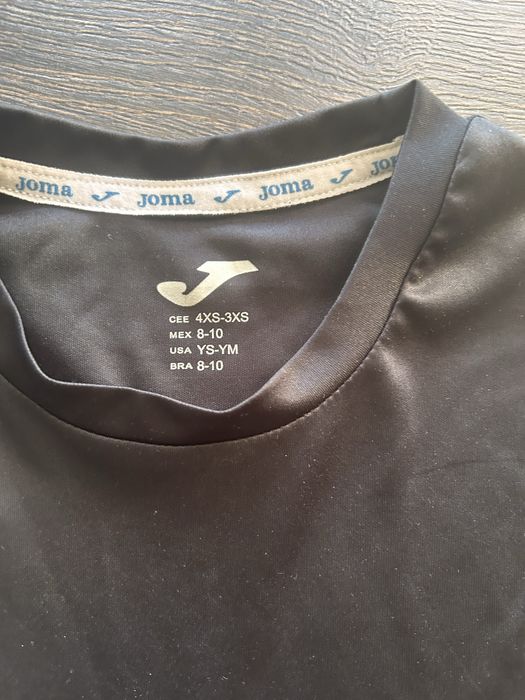 Joma Joma Joma Jo
CEE 4XS-3XS
MEX 8-10
USA YS-YM
BRA 8-10